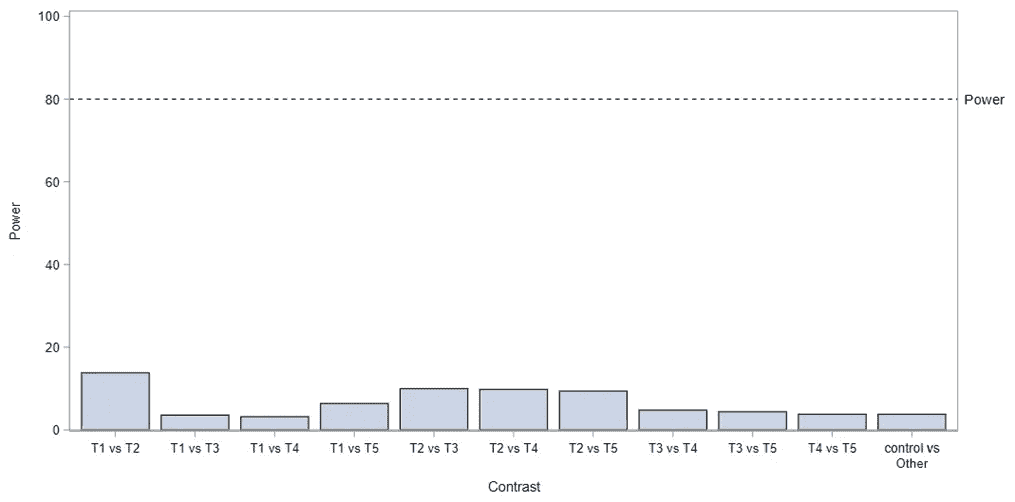 100
80
Power
60
Power
40
20
0
T1 vs T2
T1 vs T3
T1 vs T4
T1 vs T5
T2 vs T3
T2 vs T4
T2 vs T5
T3 vs T4
T3 vs T5
T4 vs T5
control vs
Other
Contrast